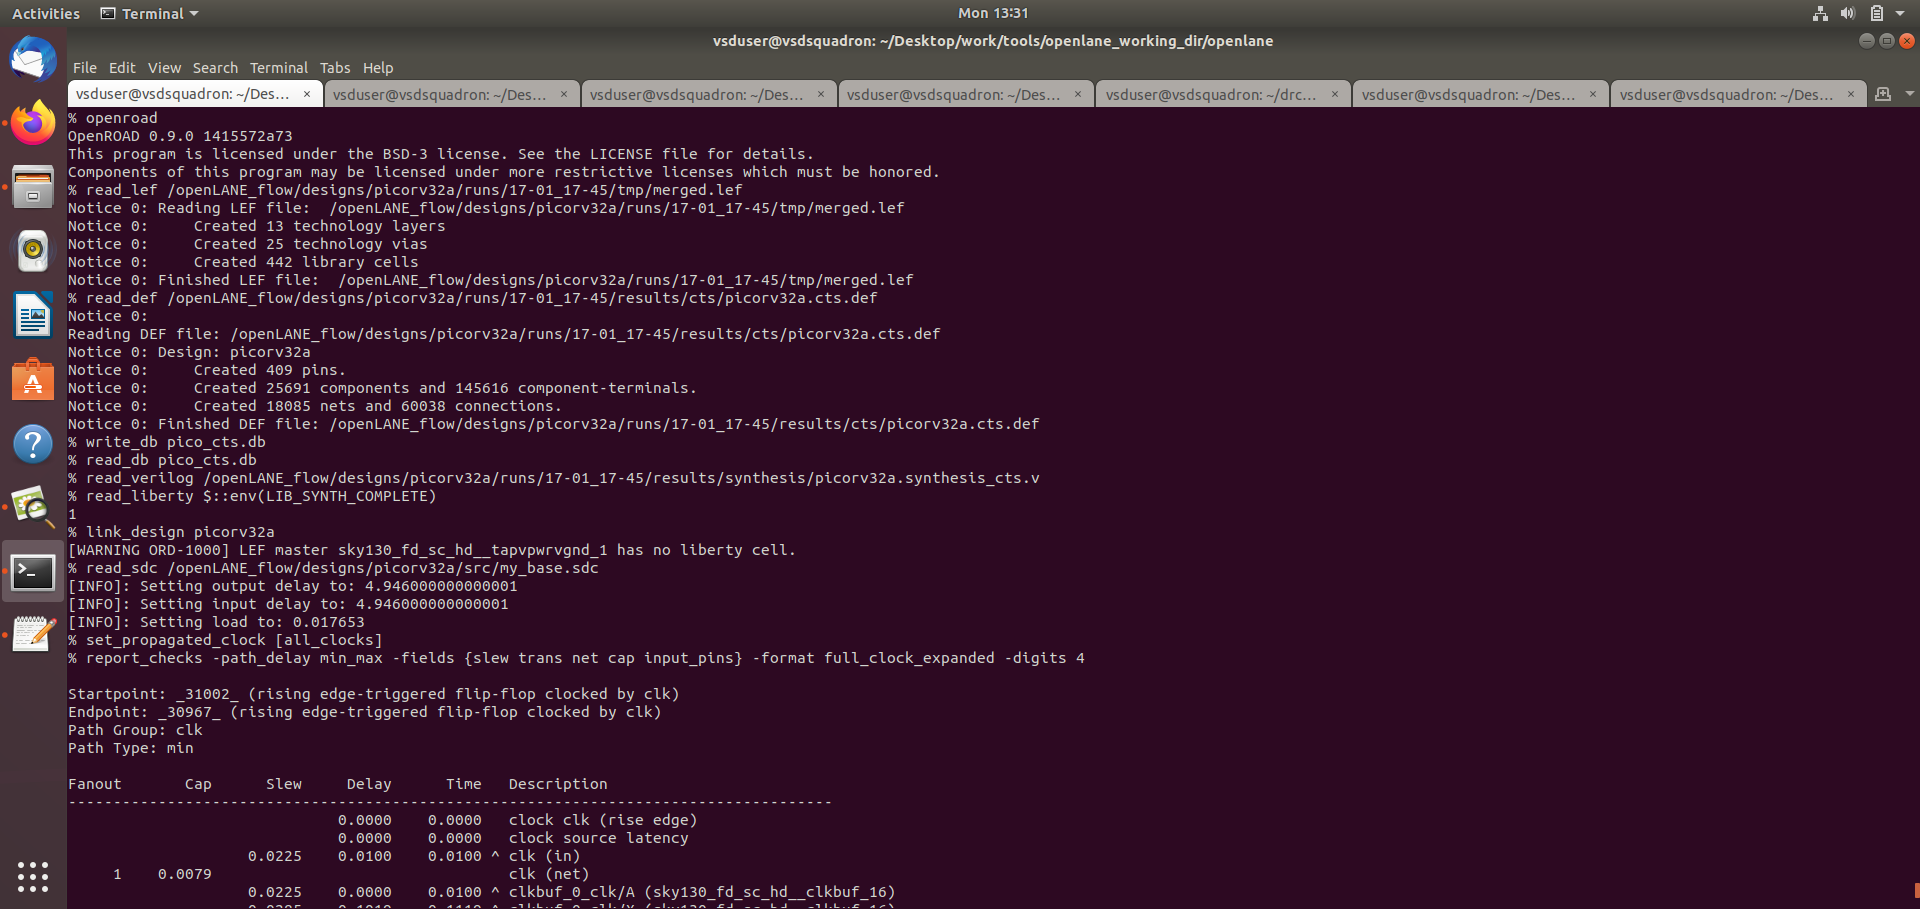 Activities Terminal Mon 13:31
vsduser@vsdsquadron: ~/Desktop/work/tools/openlane_working_dir/openlane
File Edit View Search Terminal Tabs Help
vsduser@vsdsquadron: ~/Des… × vsduser@vsdsquadron: ~/Des… × vsduser@vsdsquadron: ~/Des… × vsduser@vsdsquadron: ~/Des… × vsduser@vsdsquadron: ~/drc… × vsduser@vsdsquadron: ~/Des… × vsduser@vsdsquadron: ~/Des… ×
% openroad
OpenROAD 0.9.0 1415572a73
This program is licensed under the BSD-3 license. See the LICENSE file for details.
Components of this program may be licensed under more restrictive licenses which must be honored.
% read_lef /openLANE_flow/designs/picorv32a/runs/17-01_17-45/tmp/merged.lef
Notice 0: Reading LEF file:  /openLANE_flow/designs/picorv32a/runs/17-01_17-45/tmp/merged.lef
Notice 0:     Created 13 technology layers
Notice 0:     Created 25 technology vias
Notice 0:     Created 442 library cells
Notice 0: Finished LEF file:  /openLANE_flow/designs/picorv32a/runs/17-01_17-45/tmp/merged.lef
% read_def /openLANE_flow/designs/picorv32a/runs/17-01_17-45/results/cts/picorv32a.cts.def
Notice 0:
Reading DEF file: /openLANE_flow/designs/picorv32a/runs/17-01_17-45/results/cts/picorv32a.cts.def
Notice 0: Design: picorv32a
Notice 0:     Created 409 pins.
Notice 0:     Created 25691 components and 145616 component-terminals.
Notice 0:     Created 18085 nets and 60038 connections.
Notice 0: Finished DEF file: /openLANE_flow/designs/picorv32a/runs/17-01_17-45/results/cts/picorv32a.cts.def
% write_db pico_cts.db
% read_db pico_cts.db
% read_verilog /openLANE_flow/designs/picorv32a/runs/17-01_17-45/results/synthesis/picorv32a.synthesis_cts.v
% read_liberty $::env(LIB_SYNTH_COMPLETE)
1
% link_design picorv32a
[WARNING ORD-1000] LEF master sky130_fd_sc_hd__tapvpwrvgnd_1 has no liberty cell.
% read_sdc /openLANE_flow/designs/picorv32a/src/my_base.sdc
[INFO]: Setting output delay to: 4.946000000000001
[INFO]: Setting input delay to: 4.946000000000001
[INFO]: Setting load to: 0.017653
% set_propagated_clock [all_clocks]
% report_checks -path_delay min_max -fields {slew trans net cap input_pins} -format full_clock_expanded -digits 4
Startpoint: _31002_ (rising edge-triggered flip-flop clocked by clk)
Endpoint: _30967_ (rising edge-triggered flip-flop clocked by clk)
Path Group: clk
Path Type: min
Fanout       Cap      Slew     Delay      Time   Description
-------------------------------------------------------------------------------------
0.0000    0.0000   clock clk (rise edge)
0.0000    0.0000   clock source latency
0.0225    0.0100    0.0100 ^ clk (in)
1    0.0079                                    clk (net)
0.0225    0.0000    0.0100 ^ clkbuf_0_clk/A (sky130_fd_sc_hd__clkbuf_16)